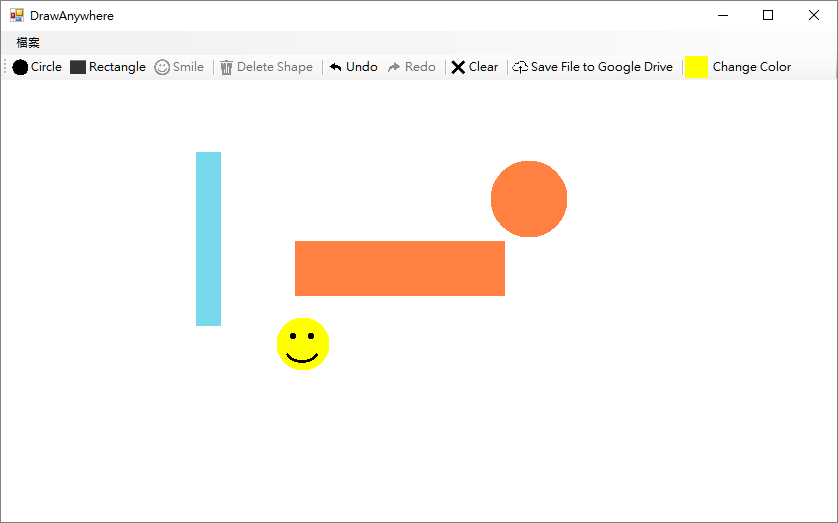 DrawAnywhere
檔案
Circle Rectangle Smile Delete Shape Undo Redo Clear Save File to Google Drive Change Color